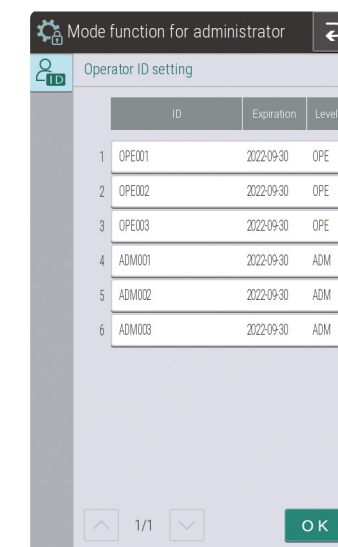 Mode function for administrator
ID
Operator ID setting
ID Expiration Level
1 OPE001 2022-09-30 OPE
2 OPE002 2022-09-30 OPE
3 OPE003 2022-09-30 OPE
4 ADM001 2022-09-30 ADM
5 ADM002 2022-09-30 ADM
6 ADM003 2022-09-30 ADM
1/1
OK